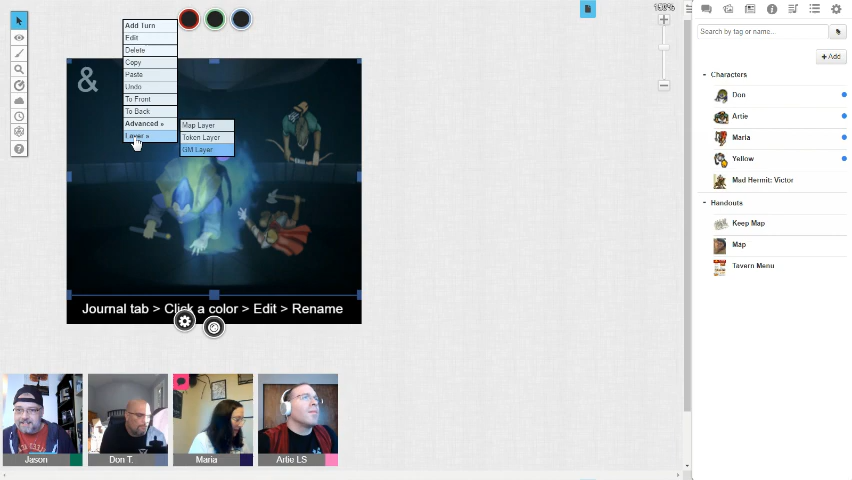 150%
Add Turn
Edit
Delete
Copy
Paste
Undo
To Front
To Back
Advanced »
Layer »
Map Layer
Token Layer
GM Layer
&
Journal tab > Click a color > Edit > Rename
Jason
Don T.
Maria
Artie LS
Search by tag or name...
+ Add
Characters
Don
Artie
Maria
Yellow
Mad Hermit: Victor
Handouts
Keep Map
Map
Tavern Menu